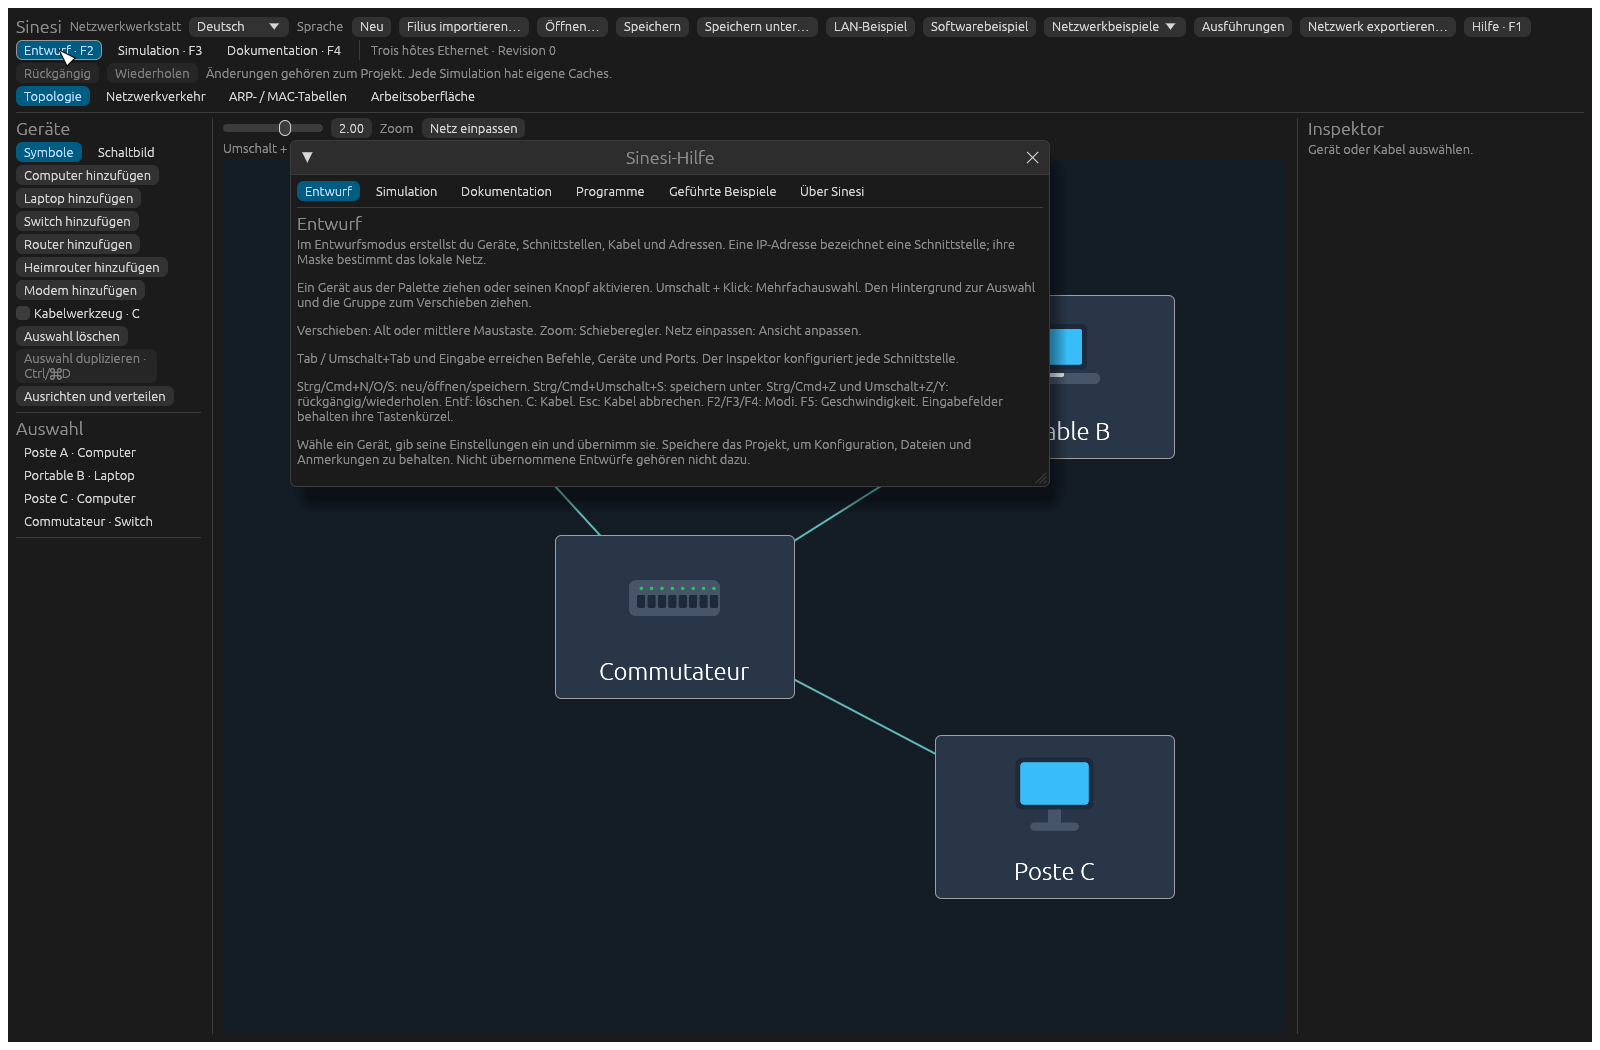 Sinesi Netzwerkwerkstatt Deutsch Sprache Neu Filius importieren... Öffnen... Speichern Speichern unter... LAN-Beispiel Softwarebeispiel Netzwerkbeispiele Ausführungen Netzwerk exportieren... Hilfe · F1
Entwurf · F2 Simulation · F3 Dokumentation · F4 Trois hôtes Ethernet · Revision 0
Rückgängig Wiederholen Änderungen gehören zum Projekt. Jede Simulation hat eigene Caches.
Topologie Netzwerkverkehr ARP- / MAC-Tabellen Arbeitsoberfläche
Geräte
Symbole Schaltbild
Computer hinzufügen
Laptop hinzufügen
Switch hinzufügen
Router hinzufügen
Heimrouter hinzufügen
Modem hinzufügen
Kabelwerkzeug · C
Auswahl löschen
Auswahl duplizieren ·
Ctrl/⌘D
Ausrichten und verteilen
Auswahl
Poste A · Computer
Portable B · Laptop
Poste C · Computer
Commutateur · Switch
2.00 Zoom Netz einpassen
Umschalt +
Sinesi-Hilfe
Entwurf Simulation Dokumentation Programme Geführte Beispiele Über Sinesi
Entwurf
Im Entwurfsmodus erstellst du Geräte, Schnittstellen, Kabel und Adressen. Eine IP-Adresse bezeichnet eine Schnittstelle; ihre
Maske bestimmt das lokale Netz.
Ein Gerät aus der Palette ziehen oder seinen Knopf aktivieren. Umschalt + Klick: Mehrfachauswahl. Den Hintergrund zur Auswahl
und die Gruppe zum Verschieben ziehen.
Verschieben: Alt oder mittlere Maustaste. Zoom: Schieberegler. Netz einpassen: Ansicht anpassen.
Tab / Umschalt+Tab und Eingabe erreichen Befehle, Geräte und Ports. Der Inspektor konfiguriert jede Schnittstelle.
Strg/Cmd+N/O/S: neu/öffnen/speichern. Strg/Cmd+Umschalt+S: speichern unter. Strg/Cmd+Z und Umschalt+Z/Y:
rückgängig/wiederholen. Entf: löschen. C: Kabel. Esc: Kabel abbrechen. F2/F3/F4: Modi. F5: Geschwindigkeit. Eingabefelder
behalten ihre Tastenkürzel.
Wähle ein Gerät, gib seine Einstellungen ein und übernimm sie. Speichere das Projekt, um Konfiguration, Dateien und
Anmerkungen zu behalten. Nicht übernommene Entwürfe gehören nicht dazu.
able B
Commutateur
Poste C
Inspektor
Gerät oder Kabel auswählen.